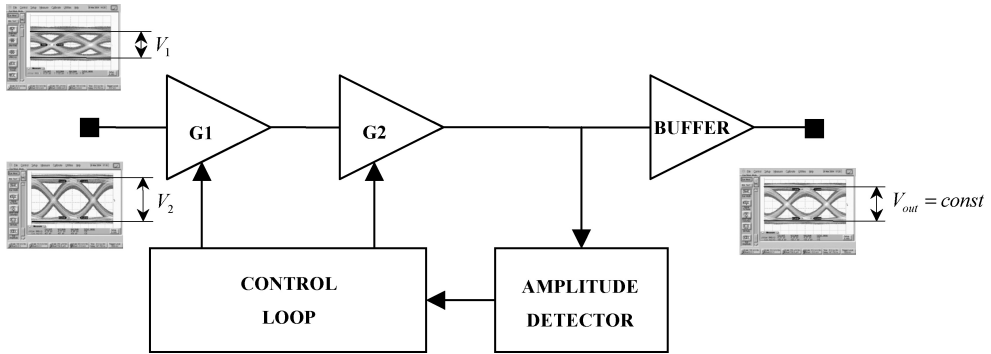 V1
G1
G2
BUFFER
V2
Vout = const
CONTROL
LOOP
AMPLITUDE
DETECTOR